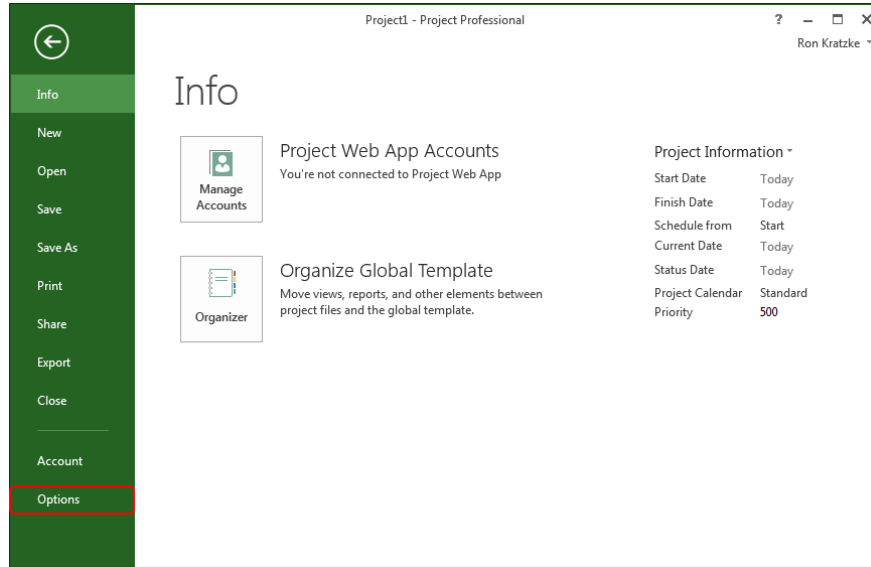 Project1 - Project Professional
?
Ron Kratzke
Info
New
Open
Save
Save As
Print
Share
Export
Close
Account
Options
Info
Manage
Accounts
Project Web App Accounts
You're not connected to Project Web App
Organizer
Organize Global Template
Move views, reports, and other elements between
project files and the global template.
Project Information
Start Date Today
Finish Date Today
Schedule from Start
Current Date Today
Status Date Today
Project Calendar Standard
Priority 500